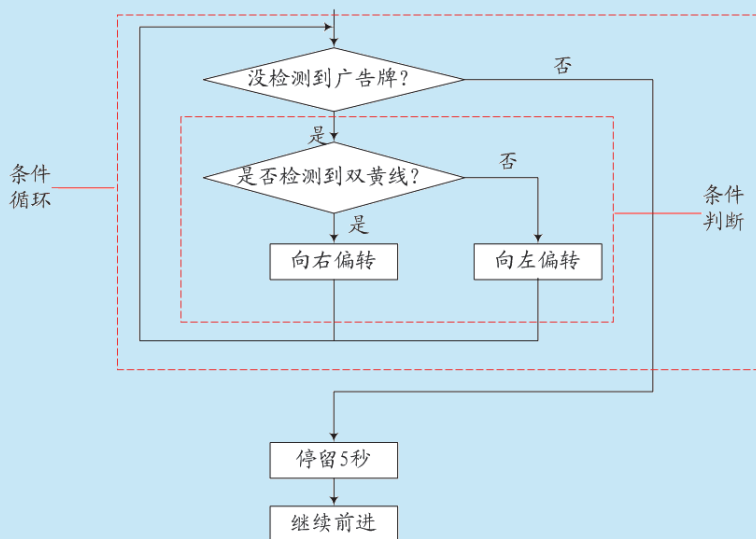 没检测到广告牌?
否
是
条件
循环
是否检测到双黄线?
否
条件
判断
是
向右偏转
向左偏转
停留5秒
继续前进